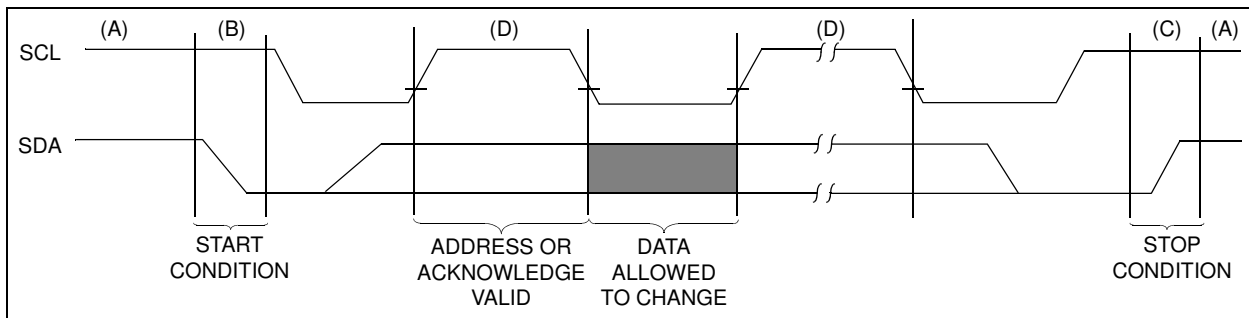 (A) (B) (D) (D) (C) (A)
SCL
SDA
START
CONDITION
ADDRESS OR
ACKNOWLEDGE
VALID
DATA
ALLOWED
TO CHANGE
STOP
CONDITION